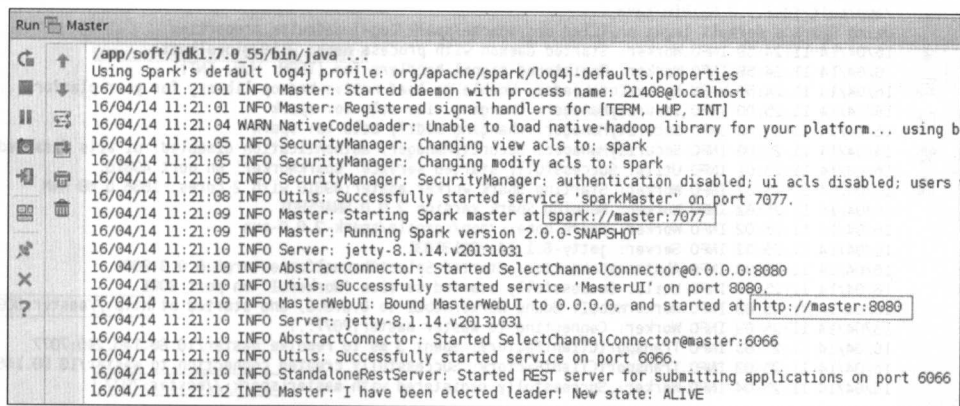 Run Master
/app/soft/jdk1.7.0_55/bin/java ...
Using Spark's default log4j profile: org/apache/spark/log4j-defaults.properties
16/04/14 11:21:01 INFO Master: Started daemon with process name: 21408@localhost
16/04/14 11:21:01 INFO Master: Registered signal handlers for [TERM, HUP, INT]
16/04/14 11:21:04 WARN NativeCodeLoader: Unable to load native-hadoop library for your platform... using b
16/04/14 11:21:05 INFO SecurityManager: Changing view acls to: spark
16/04/14 11:21:05 INFO SecurityManager: Changing modify acls to: spark
16/04/14 11:21:05 INFO SecurityManager: SecurityManager: authentication disabled; ui acls disabled; users
16/04/14 11:21:08 INFO Utils: Successfully started service 'sparkMaster' on port 7077.
16/04/14 11:21:09 INFO Master: Starting Spark master at spark://master:7077
16/04/14 11:21:09 INFO Master: Running Spark version 2.0.0-SNAPSHOT
16/04/14 11:21:10 INFO Server: jetty-8.1.14.v20131031
16/04/14 11:21:10 INFO AbstractConnector: Started SelectChannelConnector@0.0.0.0:8080
16/04/14 11:21:10 INFO Utils: Successfully started service 'MasterUI' on port 8080.
16/04/14 11:21:10 INFO MasterWebUI: Bound MasterWebUI to 0.0.0.0, and started at http://master:8080
16/04/14 11:21:10 INFO Server: jetty-8.1.14.v20131031
16/04/14 11:21:10 INFO AbstractConnector: Started SelectChannelConnector@master:6066
16/04/14 11:21:10 INFO Utils: Successfully started service on port 6066.
16/04/14 11:21:10 INFO StandaloneRestServer: Started REST server for submitting applications on port 6066
16/04/14 11:21:12 INFO Master: I have been elected leader! New state: ALIVE